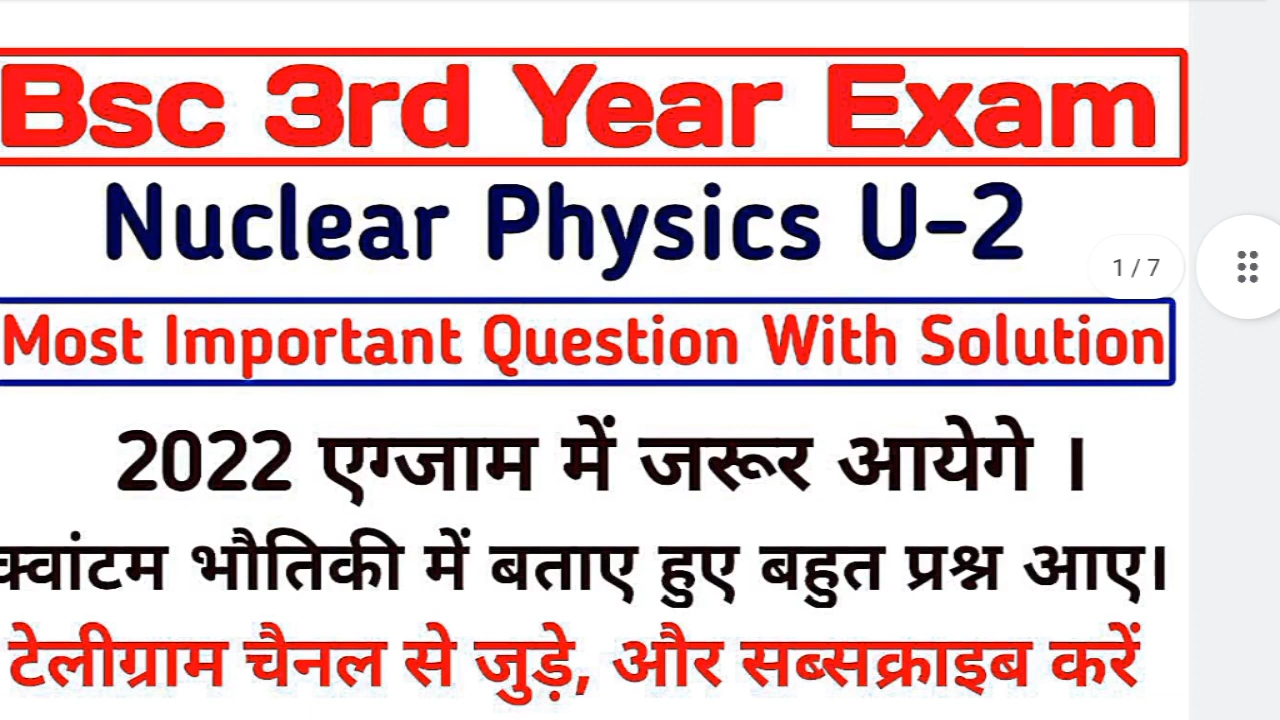 Bsc 3rd Year Exam
Nuclear Physics U-2
1 / 7
Most Important Question With Solution
2022 एग्जाम में जरूर आयेगे ।
क्वांटम भौतिकी में बताए हुए बहुत प्रश्न आए।
टेलीग्राम चैनल से जुड़े, और सब्सक्राइब करें